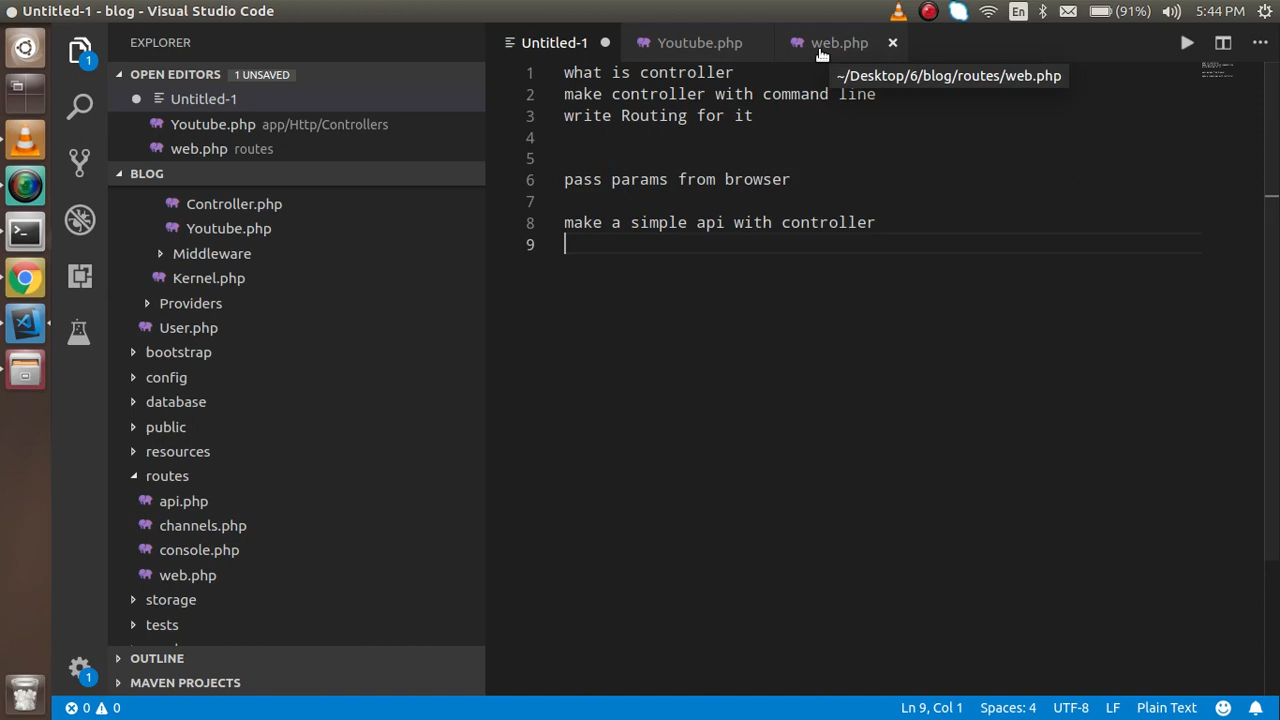 Untitled-1 - blog - Visual Studio Code
En
(91%)
5:44 PM
EXPLORER
Untitled-1
Youtube.php
web.php
~/Desktop/6/blog/routes/web.php
OPEN EDITORS 1 UNSAVED
Untitled-1
Youtube.php app/Http/Controllers
web.php routes
BLOG
Controller.php
Youtube.php
Middleware
Kernel.php
Providers
User.php
bootstrap
config
database
public
resources
routes
api.php
channels.php
console.php
web.php
storage
tests
OUTLINE
MAVEN PROJECTS
1
1
1 what is controller
2 make controller with command line
3 write Routing for it
4
5
6 pass params from browser
7
8 make a simple api with controller
9
0 0
Ln 9, Col 1
Spaces: 4
UTF-8
LF
Plain Text